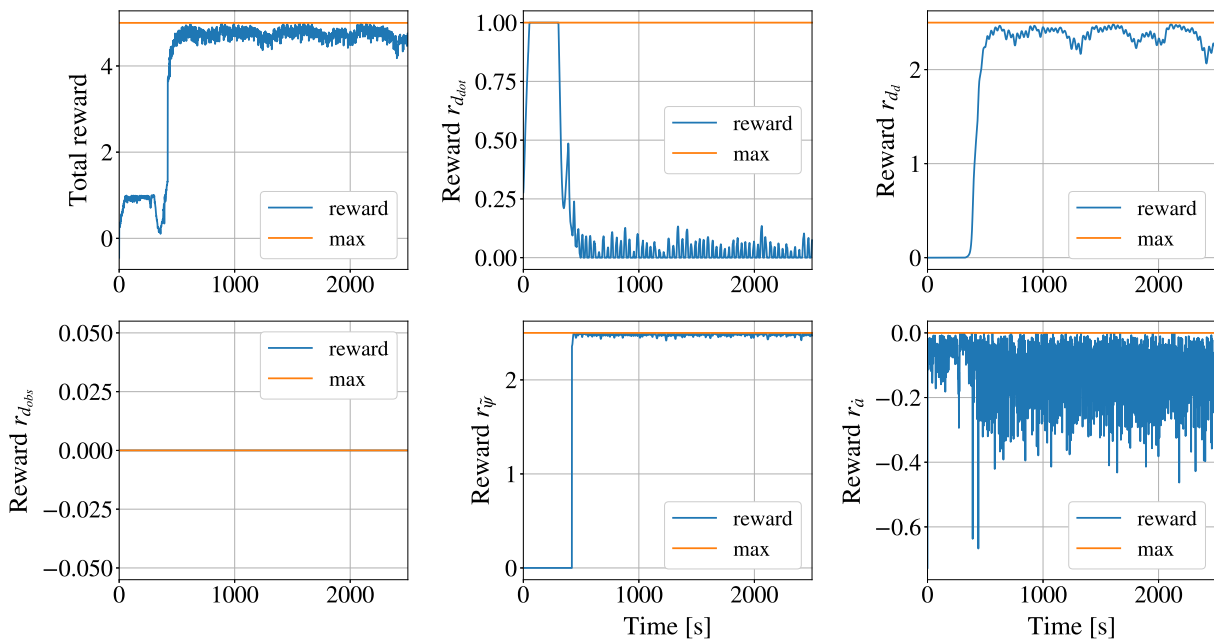 Total reward
4
2
0
0 1000 2000
reward
max
Reward r_{d_{dot}}
1.00
0.75
0.50
0.25
0.00
0 1000 2000
reward
max
Reward r_{d_d}
2
1
0
0 1000 2000
reward
max
Reward r_{d_{obs}}
0.050
0.025
0.000
−0.025
−0.050
0 1000 2000
reward
max
Reward r_{\tilde{\psi}}
2
1
0
0 1000 2000
Time [s]
reward
max
Reward r_{\dot{a}}
0.0
−0.2
−0.4
−0.6
0 1000 2000
Time [s]
reward
max